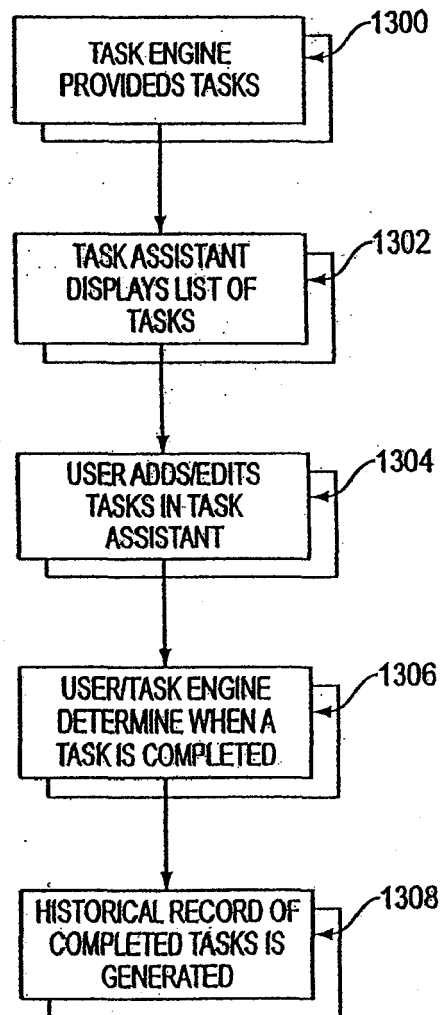 1300
TASK ENGINE
PROVIDEDS TASKS
1302
TASK ASSISTANT
DISPLAYS LIST OF
TASKS
1304
USER ADDS/EDITS
TASKS IN TASK
ASSISTANT
1306
USER/TASK ENGINE
DETERMINE WHEN A
TASK IS COMPLETED
1308
HISTORICAL RECORD OF
COMPLETED TASKS IS
GENERATED